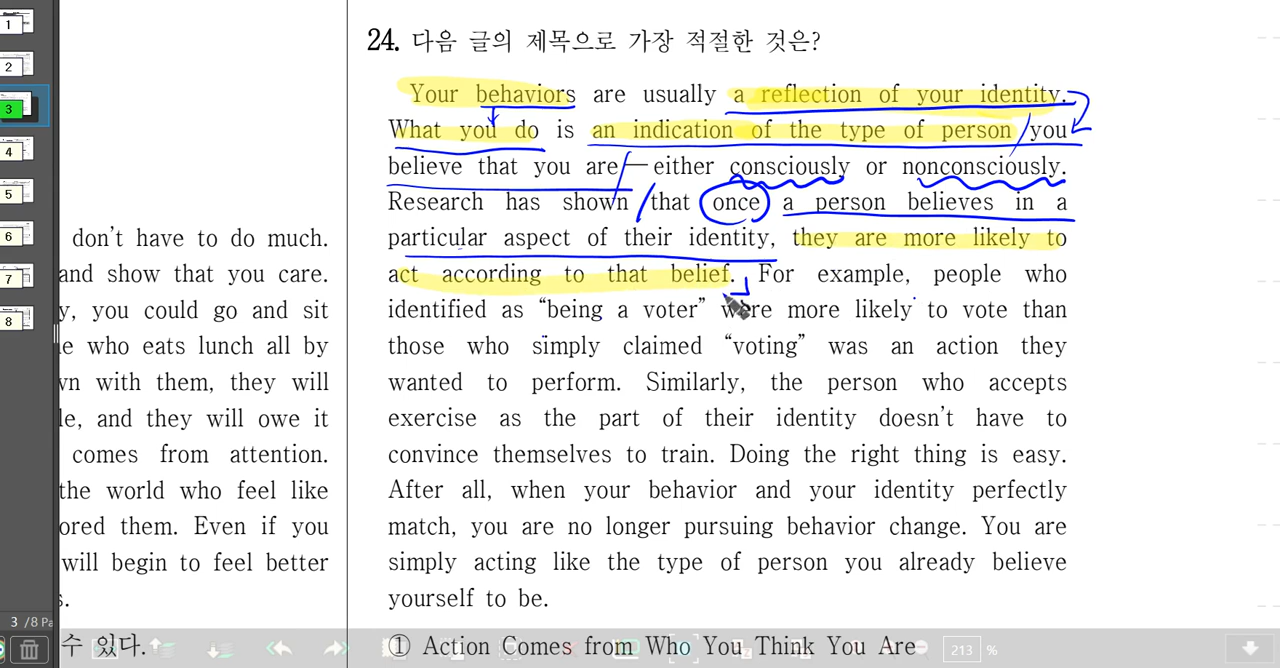 1
2
3
4
5
6
7
8
don't have to do much.
and show that you care.
y, you could go and sit
e who eats lunch all by
vn with them, they will
le, and they will owe it
comes from attention.
the world who feel like
ored them. Even if you
will begin to feel better
s.
수 있다.
24. 다음 글의 제목으로 가장 적절한 것은?
Your behaviors are usually a reflection of your identity.
What you do is an indication of the type of person you
believe that you are—either consciously or nonconsciously.
Research has shown that once a person believes in a
particular aspect of their identity, they are more likely to
act according to that belief. For example, people who
identified as “being a voter” were more likely to vote than
those who simply claimed “voting” was an action they
wanted to perform. Similarly, the person who accepts
exercise as the part of their identity doesn't have to
convince themselves to train. Doing the right thing is easy.
After all, when your behavior and your identity perfectly
match, you are no longer pursuing behavior change. You are
simply acting like the type of person you already believe
yourself to be.
① Action Comes from Who You Think You Are
3 /8 Pa
213 %